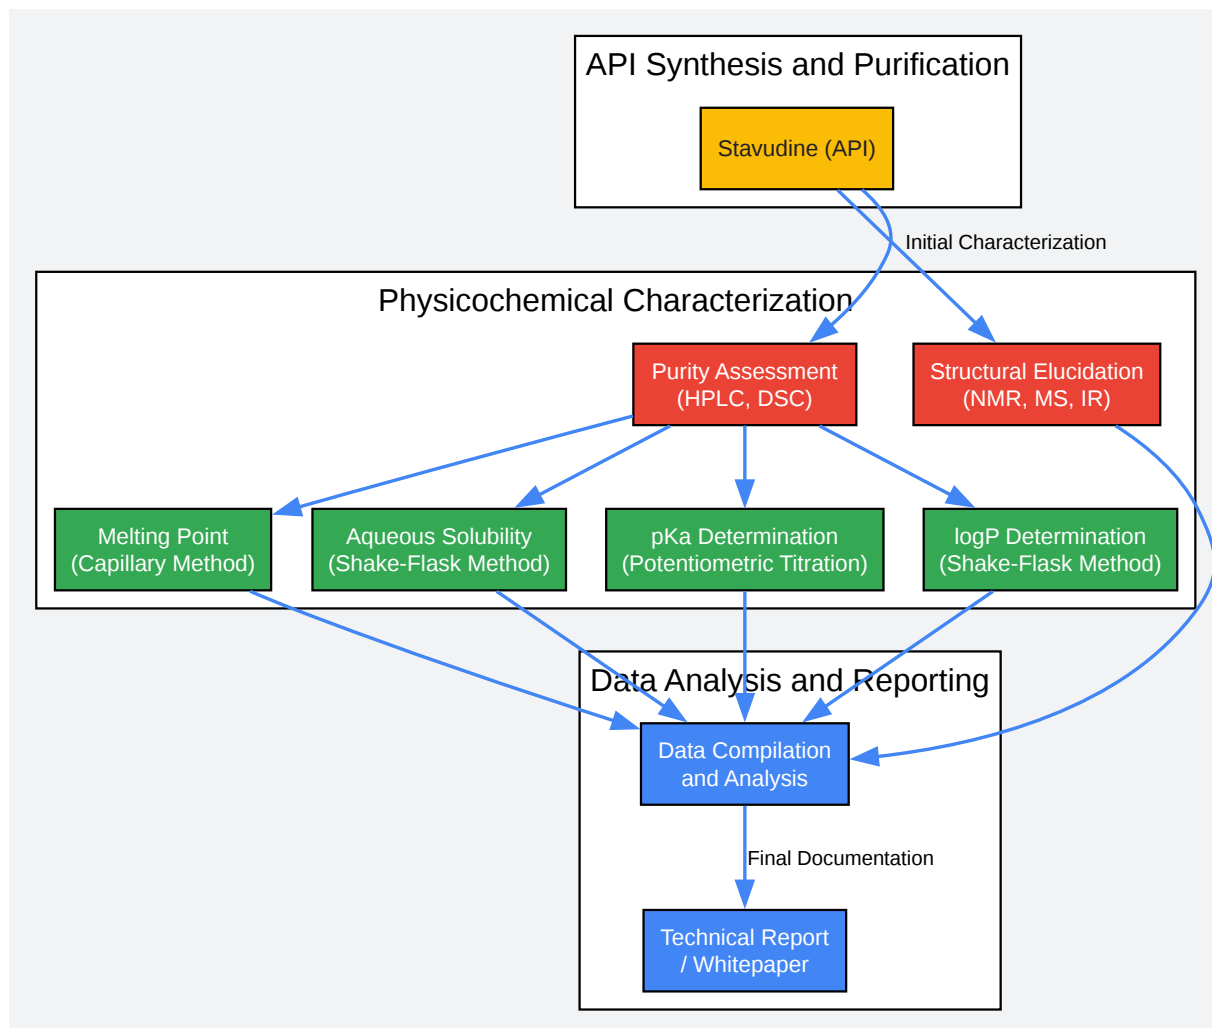 API Synthesis and Purification
Stavudine (API)
Initial Characterization
Physicochemical Characterization
Purity Assessment
(HPLC, DSC)
Structural Elucidation
(NMR, MS, IR)
Melting Point
(Capillary Method)
Aqueous Solubility
(Shake-Flask Method)
pKa Determination
(Potentiometric Titration)
logP Determination
(Shake-Flask Method)
Data Analysis and Reporting
Data Compilation
and Analysis
Final Documentation
Technical Report
/ Whitepaper